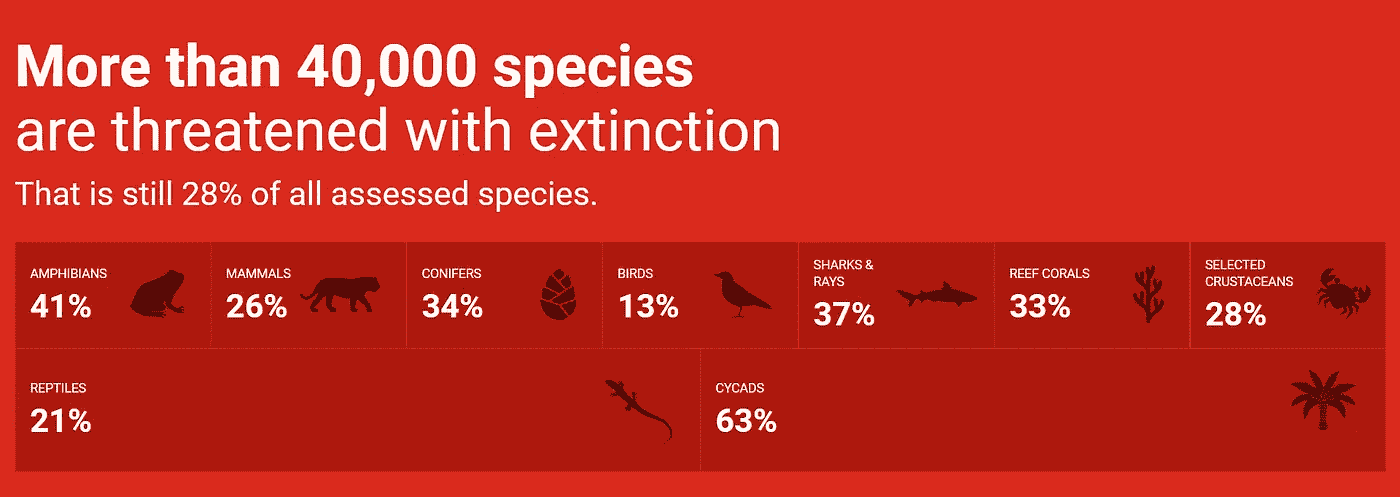 More than 40,000 species
are threatened with extinction
That is still 28% of all assessed species.
AMPHIBIANS
41%
MAMMALS
26%
CONIFERS
34%
BIRDS
13%
SHARKS &
RAYS
37%
REEF CORALS
33%
SELECTED
CRUSTACEANS
28%
REPTILES
21%
CYCADS
63%